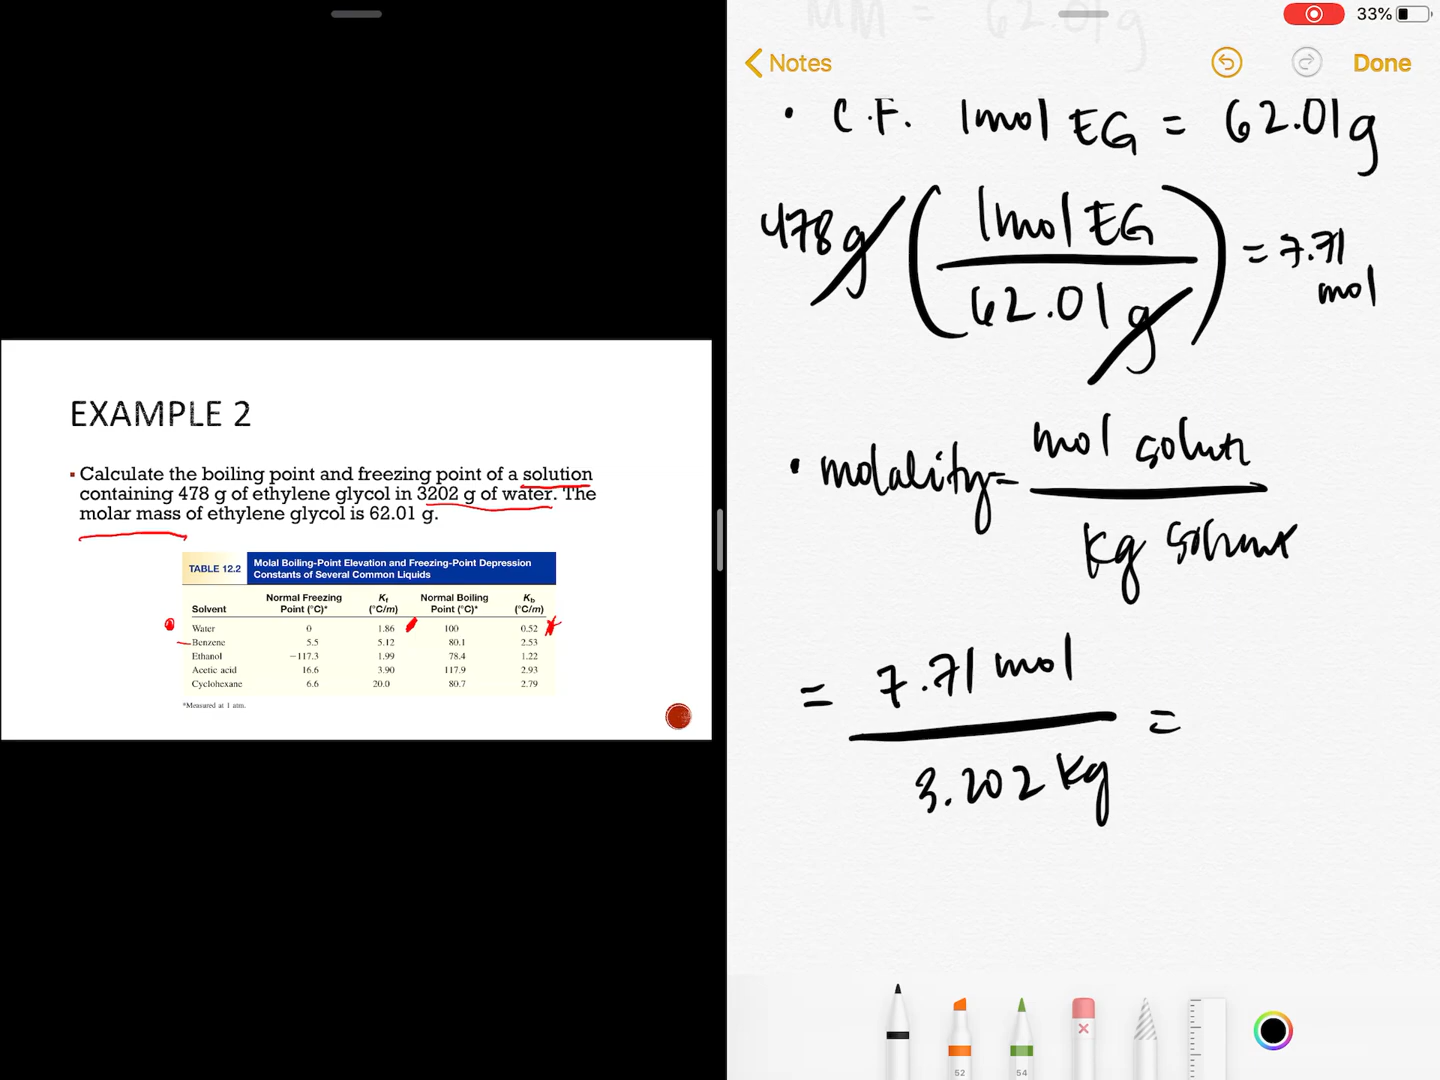 EXAMPLE 2
▪ Calculate the boiling point and freezing point of a solution
containing 478 g of ethylene glycol in 3202 g of water. The
molar mass of ethylene glycol is 62.01 g.
TABLE 12.2 Molal Boiling-Point Elevation and Freezing-Point Depression
Constants of Several Common Liquids
Normal Freezing Kf Normal Boiling Kb
Solvent Point (°C)* (°C/m) Point (°C)* (°C/m)
Water 0 1.86 100 0.52
Benzene 5.5 5.12 80.1 2.53
Ethanol −117.3 1.99 78.4 1.22
Acetic acid 16.6 3.90 117.9 2.93
Cyclohexane 6.6 20.0 80.7 2.79
*Measured at 1 atm.
33%
MM = 62.01g
Notes Done
• C.F. 1mol EG = 62.01g
478g (1mol EG / 62.01g) = 7.71
mol
• molality = mol solute
kg solvent
= 7.71 mol
3.202 kg =
52 54